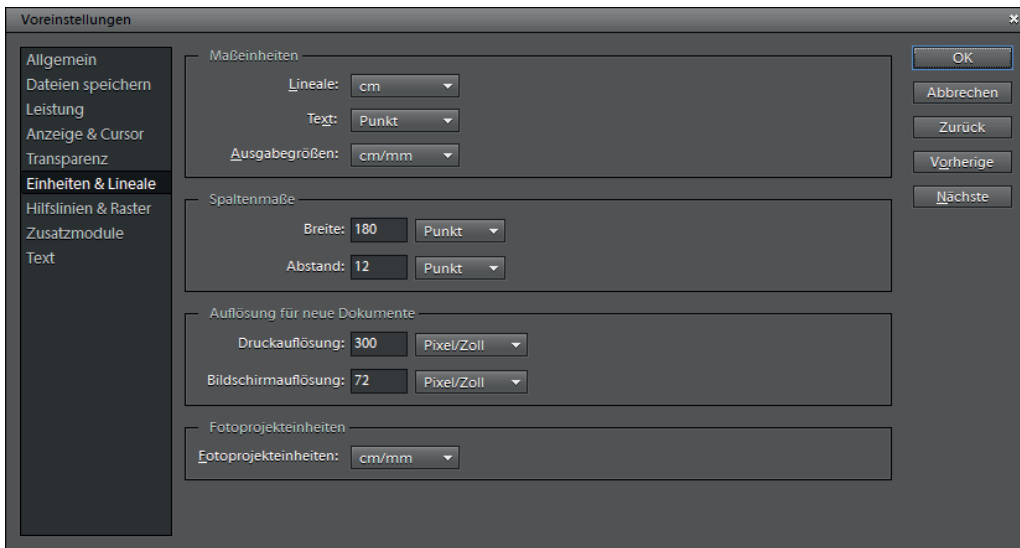 Voreinstellungen
Allgemein
Dateien speichern
Leistung
Anzeige & Cursor
Transparenz
Einheiten & Lineale
Hilfslinien & Raster
Zusatzmodule
Text
Maßeinheiten
Lineale: cm
Text: Punkt
Ausgabegrößen: cm/mm
Spaltenmaße
Breite: 180 Punkt
Abstand: 12 Punkt
Auflösung für neue Dokumente
Druckauflösung: 300 Pixel/Zoll
Bildschirmauflösung: 72 Pixel/Zoll
Fotoprojekteinheiten
Fotoprojekteinheiten: cm/mm
OK
Abbrechen
Zurück
Vorherige
Nächste